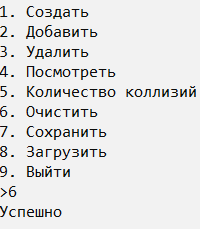 1. Создать
2. Добавить
3. Удалить
4. Посмотреть
5. Количество коллизий
6. Очистить
7. Сохранить
8. Загрузить
9. Выйти
>6
Успешно